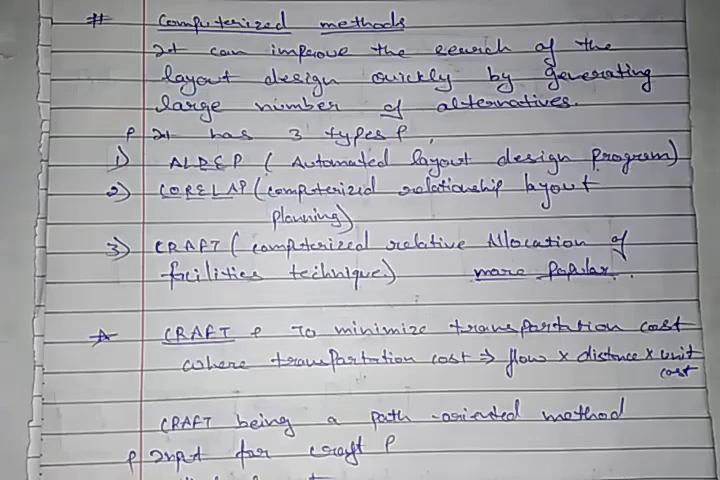 # Computerized methods
It can improve the search of the
layout design quickly by generating
large number of alternatives.
It has 3 types
1) ALDEP (Automated layout design Program)
2) CORELAP (computerized relationship layout
planning)
3) CRAFT (computerized relative Allocation of
facilities technique) more popular.
CRAFT To minimize transportation cost
where transportation cost ⇒ flow × distance × unit
cost
CRAFT being a path-oriented method
Input for craft